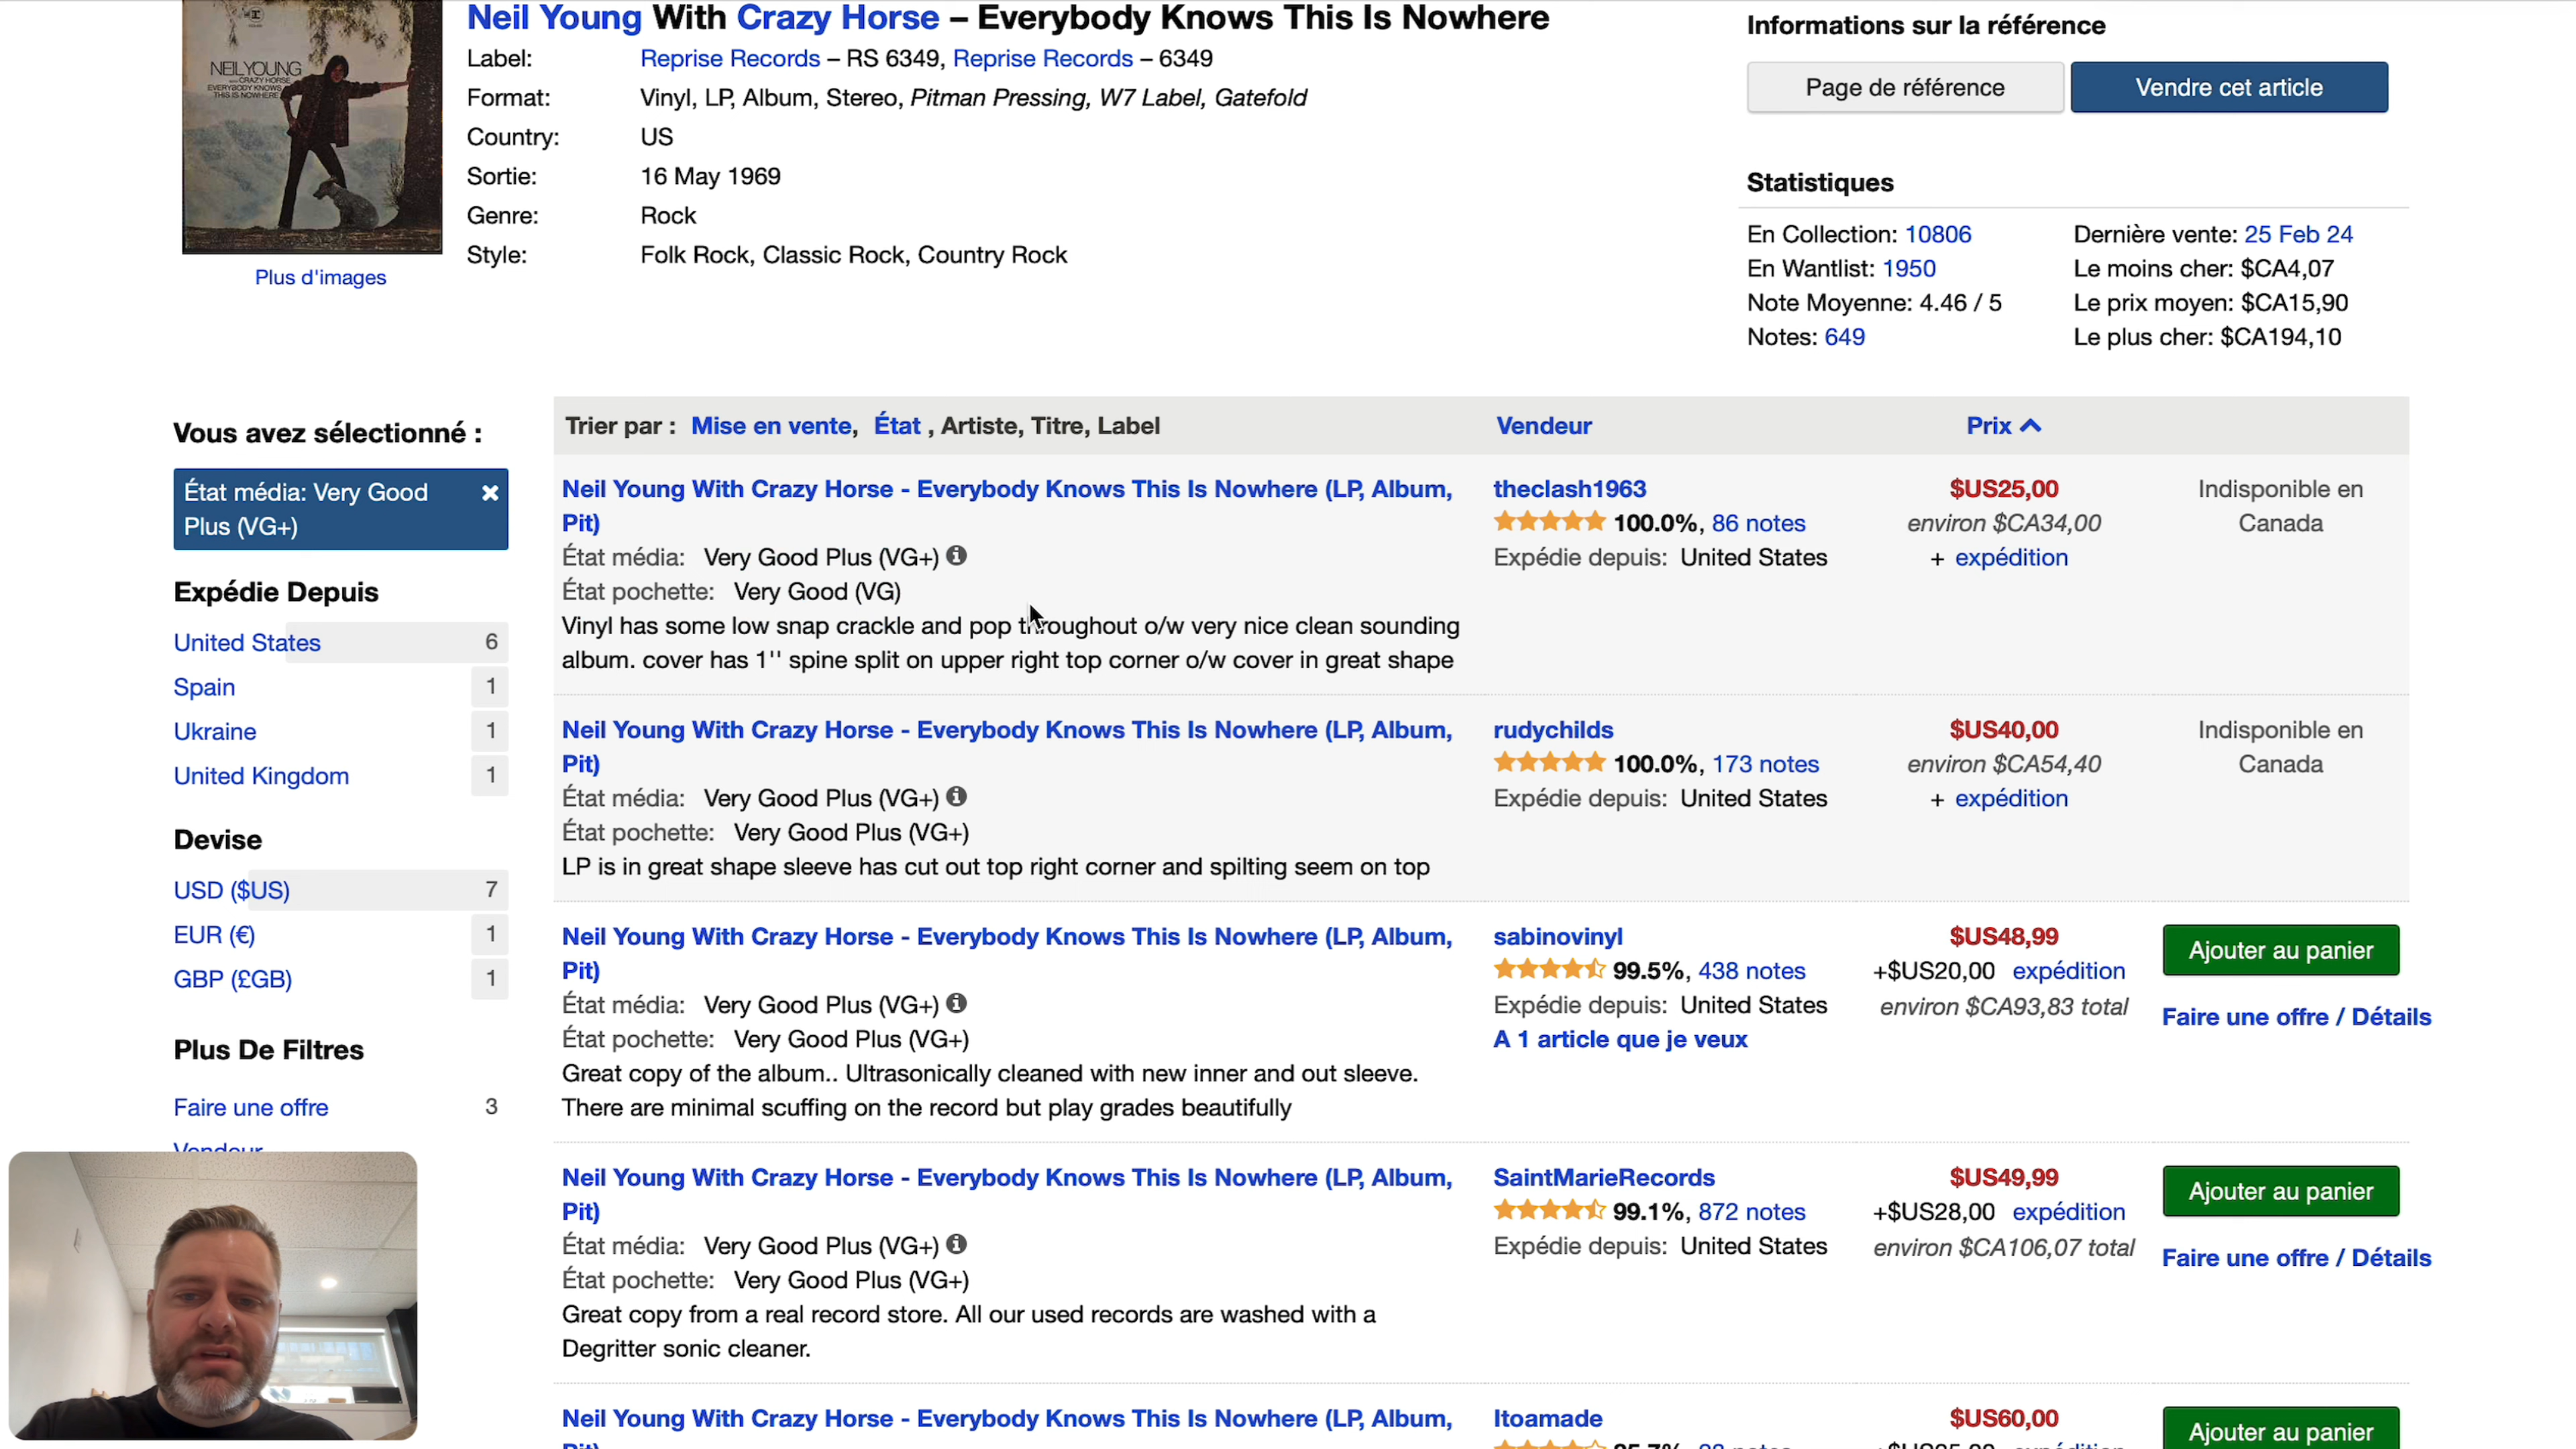 NEIL YOUNG
CRAZY HORSE
EVERYBODY KNOWS
THIS IS NOWHERE
Plus d'images
Neil Young With Crazy Horse – Everybody Knows This Is Nowhere
Label: Reprise Records – RS 6349, Reprise Records – 6349
Format: Vinyl, LP, Album, Stereo, Pitman Pressing, W7 Label, Gatefold
Country: US
Sortie: 16 May 1969
Genre: Rock
Style: Folk Rock, Classic Rock, Country Rock
Informations sur la référence
Page de référence
Vendre cet article
Statistiques
En Collection: 10806
En Wantlist: 1950
Note Moyenne: 4.46 / 5
Notes: 649
Dernière vente: 25 Feb 24
Le moins cher: $CA4,07
Le prix moyen: $CA15,90
Le plus cher: $CA194,10
Vous avez sélectionné :
État média: Very Good
Plus (VG+)
Expédie Depuis
United States 6
Spain 1
Ukraine 1
United Kingdom 1
Devise
USD ($US) 7
EUR (€) 1
GBP (£GB) 1
Plus De Filtres
Faire une offre 3
Vendeur
Trier par : Mise en vente, État , Artiste, Titre, Label
Vendeur
Prix
Neil Young With Crazy Horse - Everybody Knows This Is Nowhere (LP, Album,
Pit)
État média: Very Good Plus (VG+)
État pochette: Very Good (VG)
Vinyl has some low snap crackle and pop throughout o/w very nice clean sounding
album. cover has 1'' spine split on upper right top corner o/w cover in great shape
theclash1963
100.0%, 86 notes
Expédie depuis: United States
$US25,00
environ $CA34,00
+ expédition
Indisponible en
Canada
Neil Young With Crazy Horse - Everybody Knows This Is Nowhere (LP, Album,
Pit)
État média: Very Good Plus (VG+)
État pochette: Very Good Plus (VG+)
LP is in great shape sleeve has cut out top right corner and spilting seem on top
rudychilds
100.0%, 173 notes
Expédie depuis: United States
$US40,00
environ $CA54,40
+ expédition
Indisponible en
Canada
Neil Young With Crazy Horse - Everybody Knows This Is Nowhere (LP, Album,
Pit)
État média: Very Good Plus (VG+)
État pochette: Very Good Plus (VG+)
Great copy of the album.. Ultrasonically cleaned with new inner and out sleeve.
There are minimal scuffing on the record but play grades beautifully
sabinovinyl
99.5%, 438 notes
Expédie depuis: United States
A 1 article que je veux
$US48,99
+$US20,00 expédition
environ $CA93,83 total
Ajouter au panier
Faire une offre / Détails
Neil Young With Crazy Horse - Everybody Knows This Is Nowhere (LP, Album,
Pit)
État média: Very Good Plus (VG+)
État pochette: Very Good Plus (VG+)
Great copy from a real record store. All our used records are washed with a
Degritter sonic cleaner.
SaintMarieRecords
99.1%, 872 notes
Expédie depuis: United States
$US49,99
+$US28,00 expédition
environ $CA106,07 total
Ajouter au panier
Faire une offre / Détails
Neil Young With Crazy Horse - Everybody Knows This Is Nowhere (LP, Album,
Pit)
$US60,00
Ajouter au panier